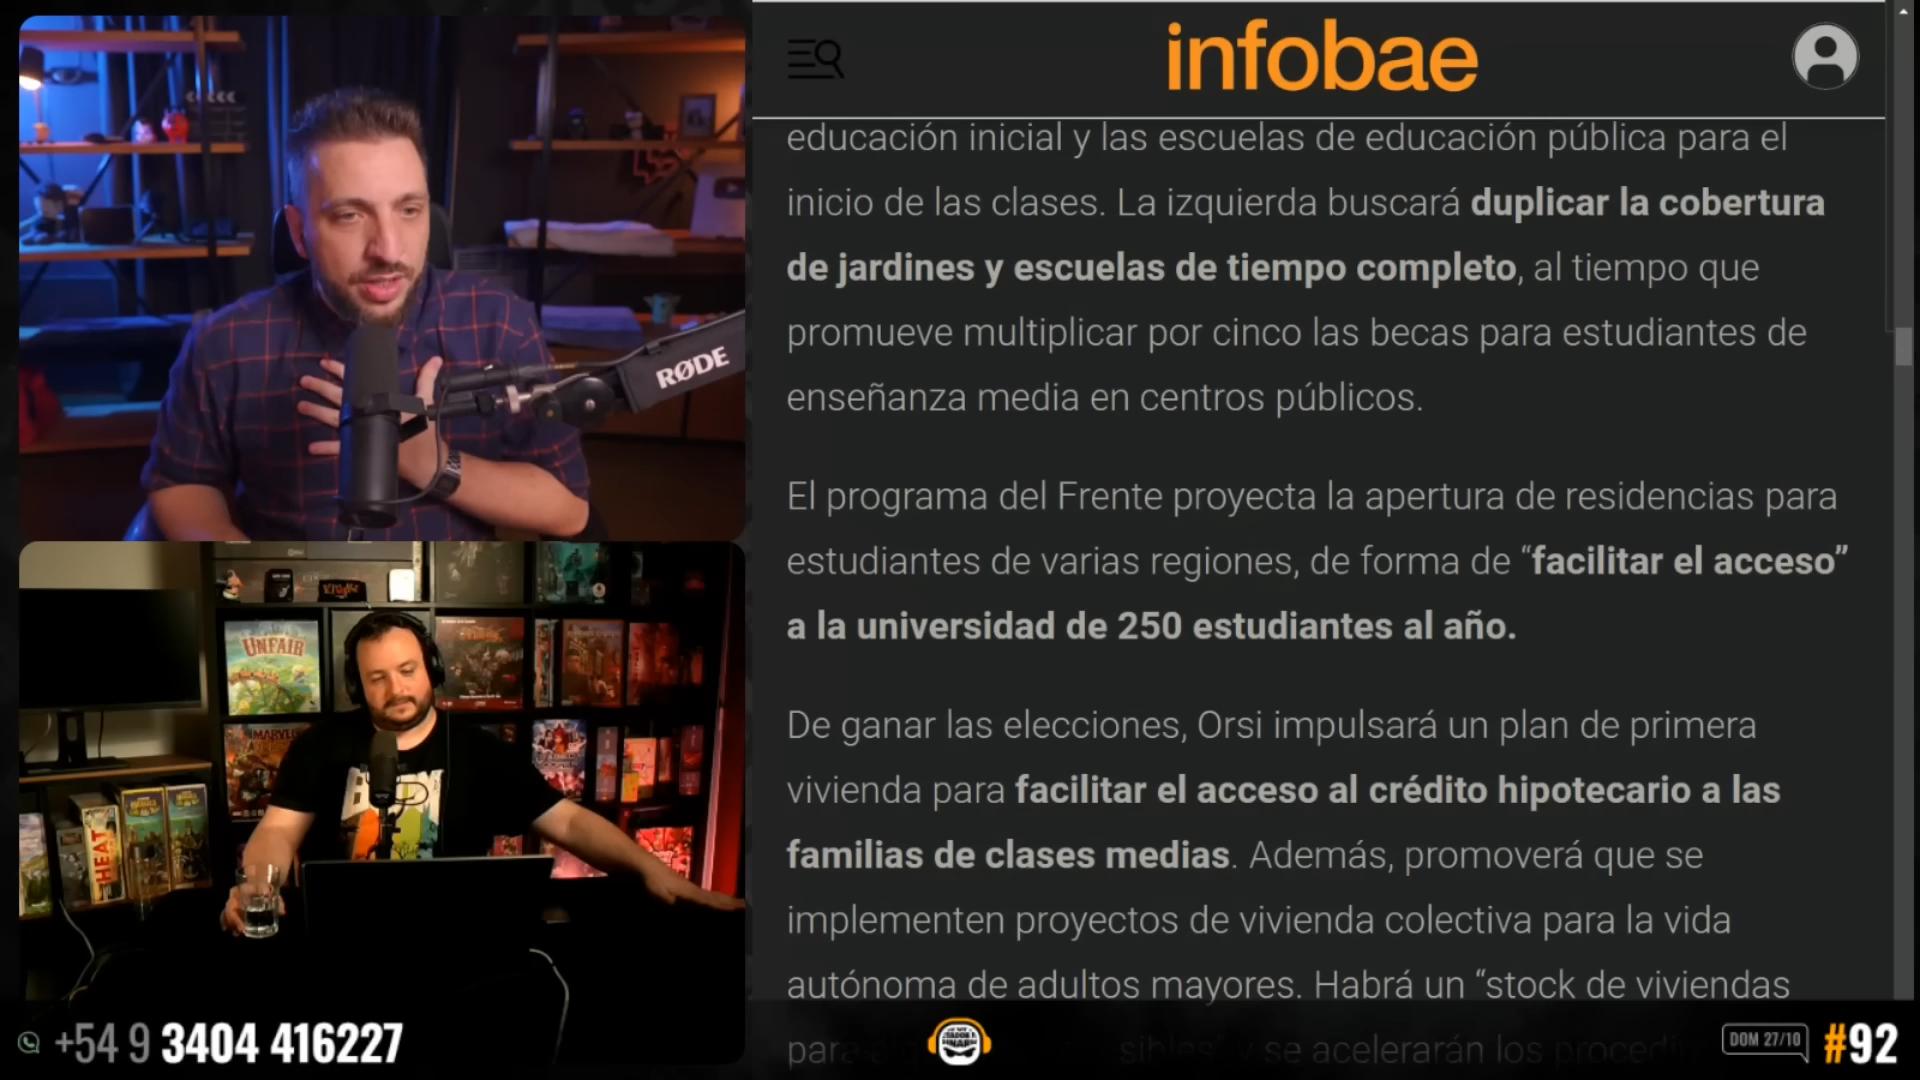 infobae
educación inicial y las escuelas de educación pública para el
inicio de las clases. La izquierda buscará duplicar la cobertura
de jardines y escuelas de tiempo completo, al tiempo que
promueve multiplicar por cinco las becas para estudiantes de
enseñanza media en centros públicos.
El programa del Frente proyecta la apertura de residencias para
estudiantes de varias regiones, de forma de “facilitar el acceso”
a la universidad de 250 estudiantes al año.
De ganar las elecciones, Orsi impulsará un plan de primera
vivienda para facilitar el acceso al crédito hipotecario a las
familias de clases medias. Además, promoverá que se
implementen proyectos de vivienda colectiva para la vida
autónoma de adultos mayores. Habrá un “stock de viviendas
se acelerarán los
RØDE
UNFAIR
MARVEL
HEAT
+54 9 3404 416227
DOM 27/10
#92